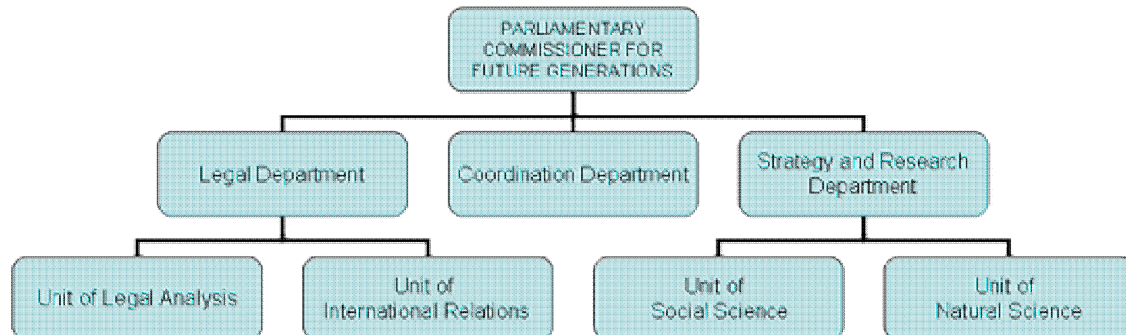 PARLIAMENTARY
COMMISSIONER FOR
FUTURE GENERATIONS
Legal Department
Coordination Department
Strategy and Research
Department
Unit of Legal Analysis
Unit of
International Relations
Unit of
Social Science
Unit of
Natural Science